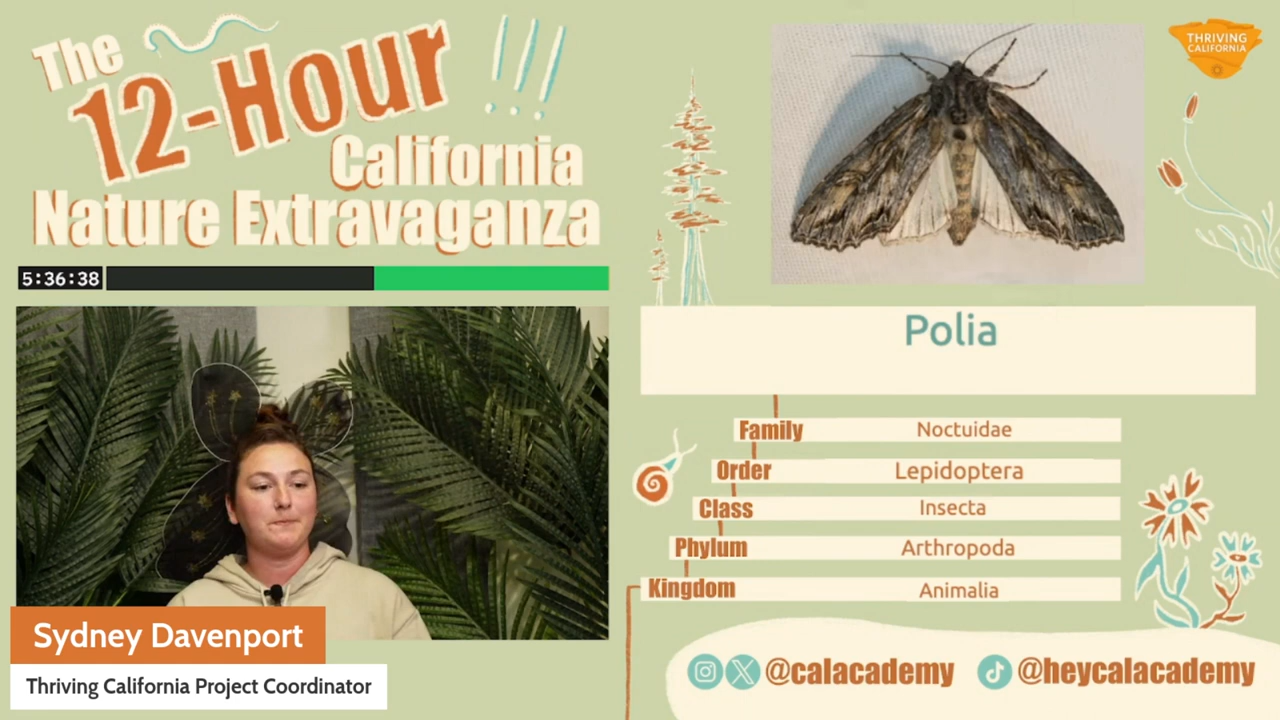 The
12-Hour !!!
California
Nature Extravaganza
5:36:38
Sydney Davenport
Thriving California Project Coordinator
THRIVING
CALIFORNIA
Polia
Family Noctuidae
Order Lepidoptera
Class Insecta
Phylum Arthropoda
Kingdom Animalia
@calacademy @heycalacademy